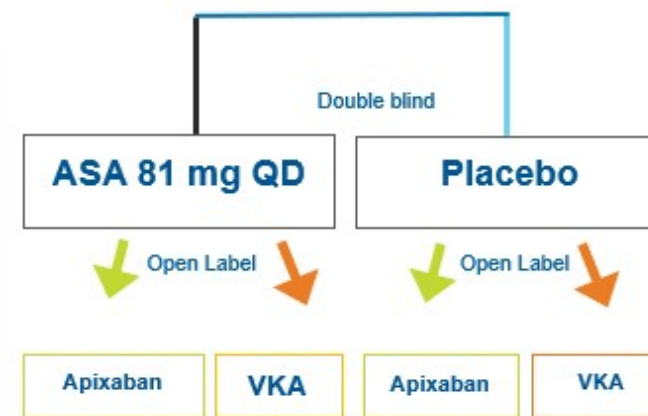 Double blind
ASA 81 mg QD
Placebo
Open Label
Open Label
Apixaban
VKA
Apixaban
VKA